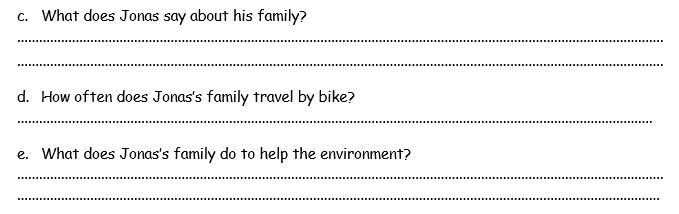 c. What does Jonas say about his family?
d. How often does Jonas's family travel by bike?
e. What does Jonas's family do to help the environment?